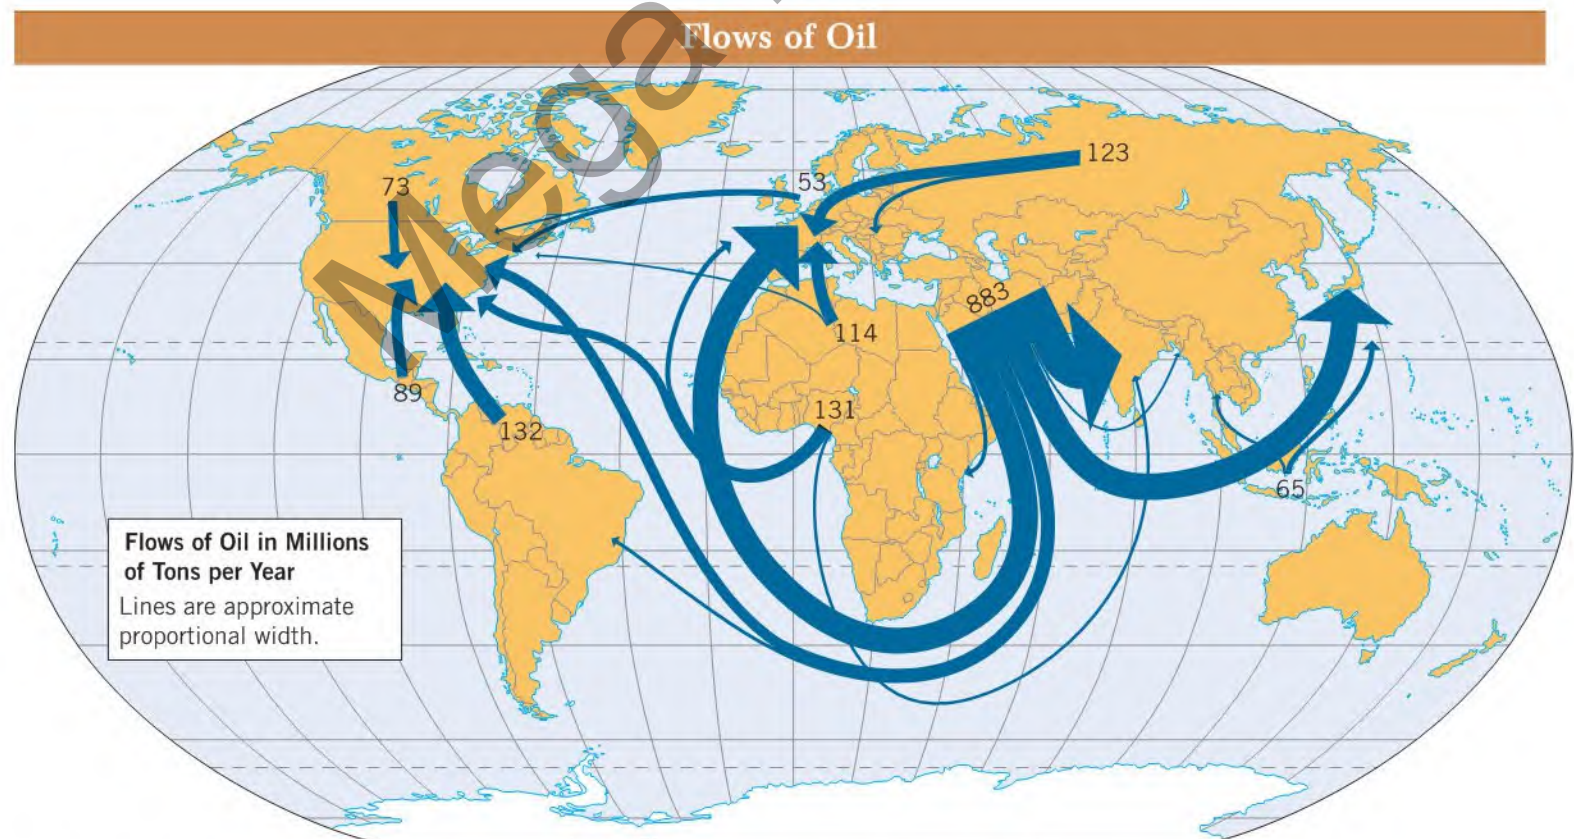 Flows of Oil
Mega
123
73
53
883
114
89
131
132
65
Flows of Oil in Millions
of Tons per Year
Lines are approximate
proportional width.